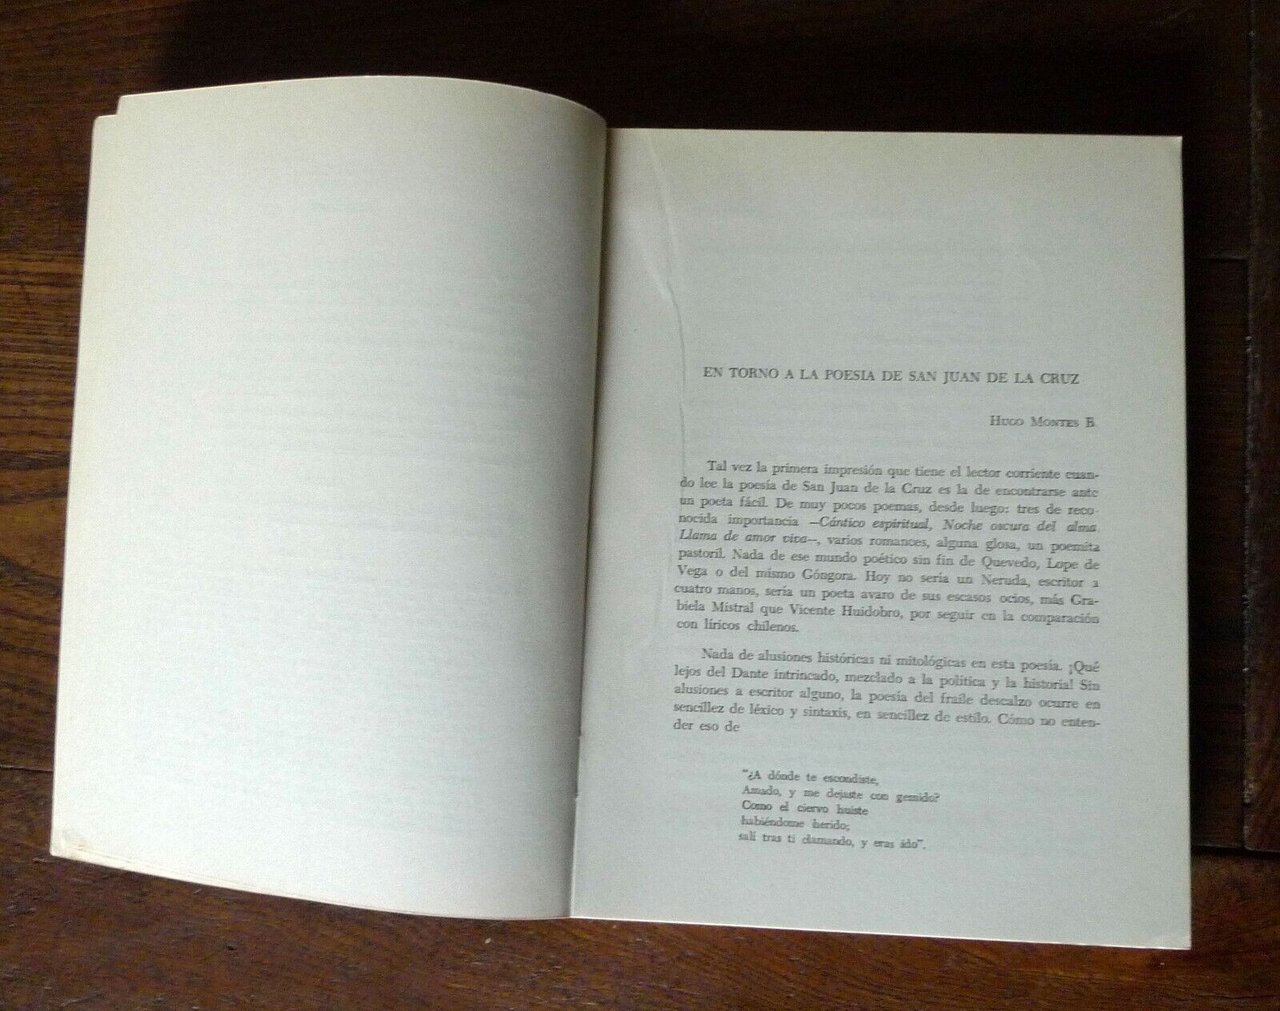 EN TORNO A LA POESIA DE SAN JUAN DE LA CRUZ
Hugo Montes B.
Tal vez la primera impresión que tiene el lector corriente cuan-
do lee la poesía de San Juan de la Cruz es la de encontrarse ante
un poeta fácil. De muy pocos poemas, desde luego: tres de reco-
nocida importancia —Cántico espiritual, Noche oscura del alma,
Llama de amor viva—, varios romances, alguna glosa, un poemita
pastoril. Nada de ese mundo poético sin fin de Quevedo, Lope de
Vega o del mismo Góngora. Hoy no sería un Neruda, escritor a
cuatro manos, sería un poeta avaro de sus escasos ocios, más Gra-
biela Mistral que Vicente Huidobro, por seguir en la comparación
con líricos chilenos.
Nada de alusiones históricas ni mitológicas en esta poesía. ¡Qué
lejos del Dante intrincado, mezclado a la política y la historia! Sin
alusiones a escritor alguno, la poesía del fraile descalzo ocurre en
sencillez de léxico y sintaxis, en sencillez de estilo. Cómo no enten-
der eso de
"¿A dónde te escondiste,
Amado, y me dejaste con gemido?
Como el ciervo huiste
habiéndome herido;
salí tras ti clamando, y eras ido".